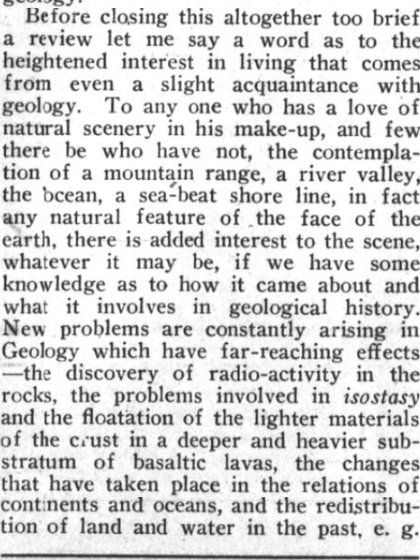 geology.
Before closing this altogether too brief
a review let me say a word as to the
heightened interest in living that comes
from even a slight acquaintance with
geology. To any one who has a love of
natural scenery in his make-up, and few
there be who have not, the contempla-
tion of a mountain range, a river valley,
the ocean, a sea-beat shore line, in fact
any natural feature of the face of the
earth, there is added interest to the scene,
whatever it may be, if we have some
knowledge as to how it came about and
what it involves in geological history.
New problems are constantly arising in
Geology which have far-reaching effects
—the discovery of radio-activity in the
rocks, the problems involved in isostasy
and the floatation of the lighter materials
of the crust in a deeper and heavier sub-
stratum of basaltic lavas, the changes
that have taken place in the relations of
continents and oceans, and the redistribu-
tion of land and water in the past, e. g.